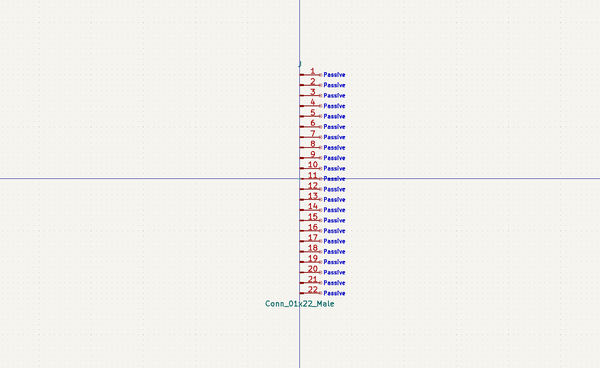 J
1 Passive
2 Passive
3 Passive
4 Passive
5 Passive
6 Passive
7 Passive
8 Passive
9 Passive
10 Passive
11 Passive
12 Passive
13 Passive
14 Passive
15 Passive
16 Passive
17 Passive
18 Passive
19 Passive
20 Passive
21 Passive
22 Passive
Conn_01x22_Male